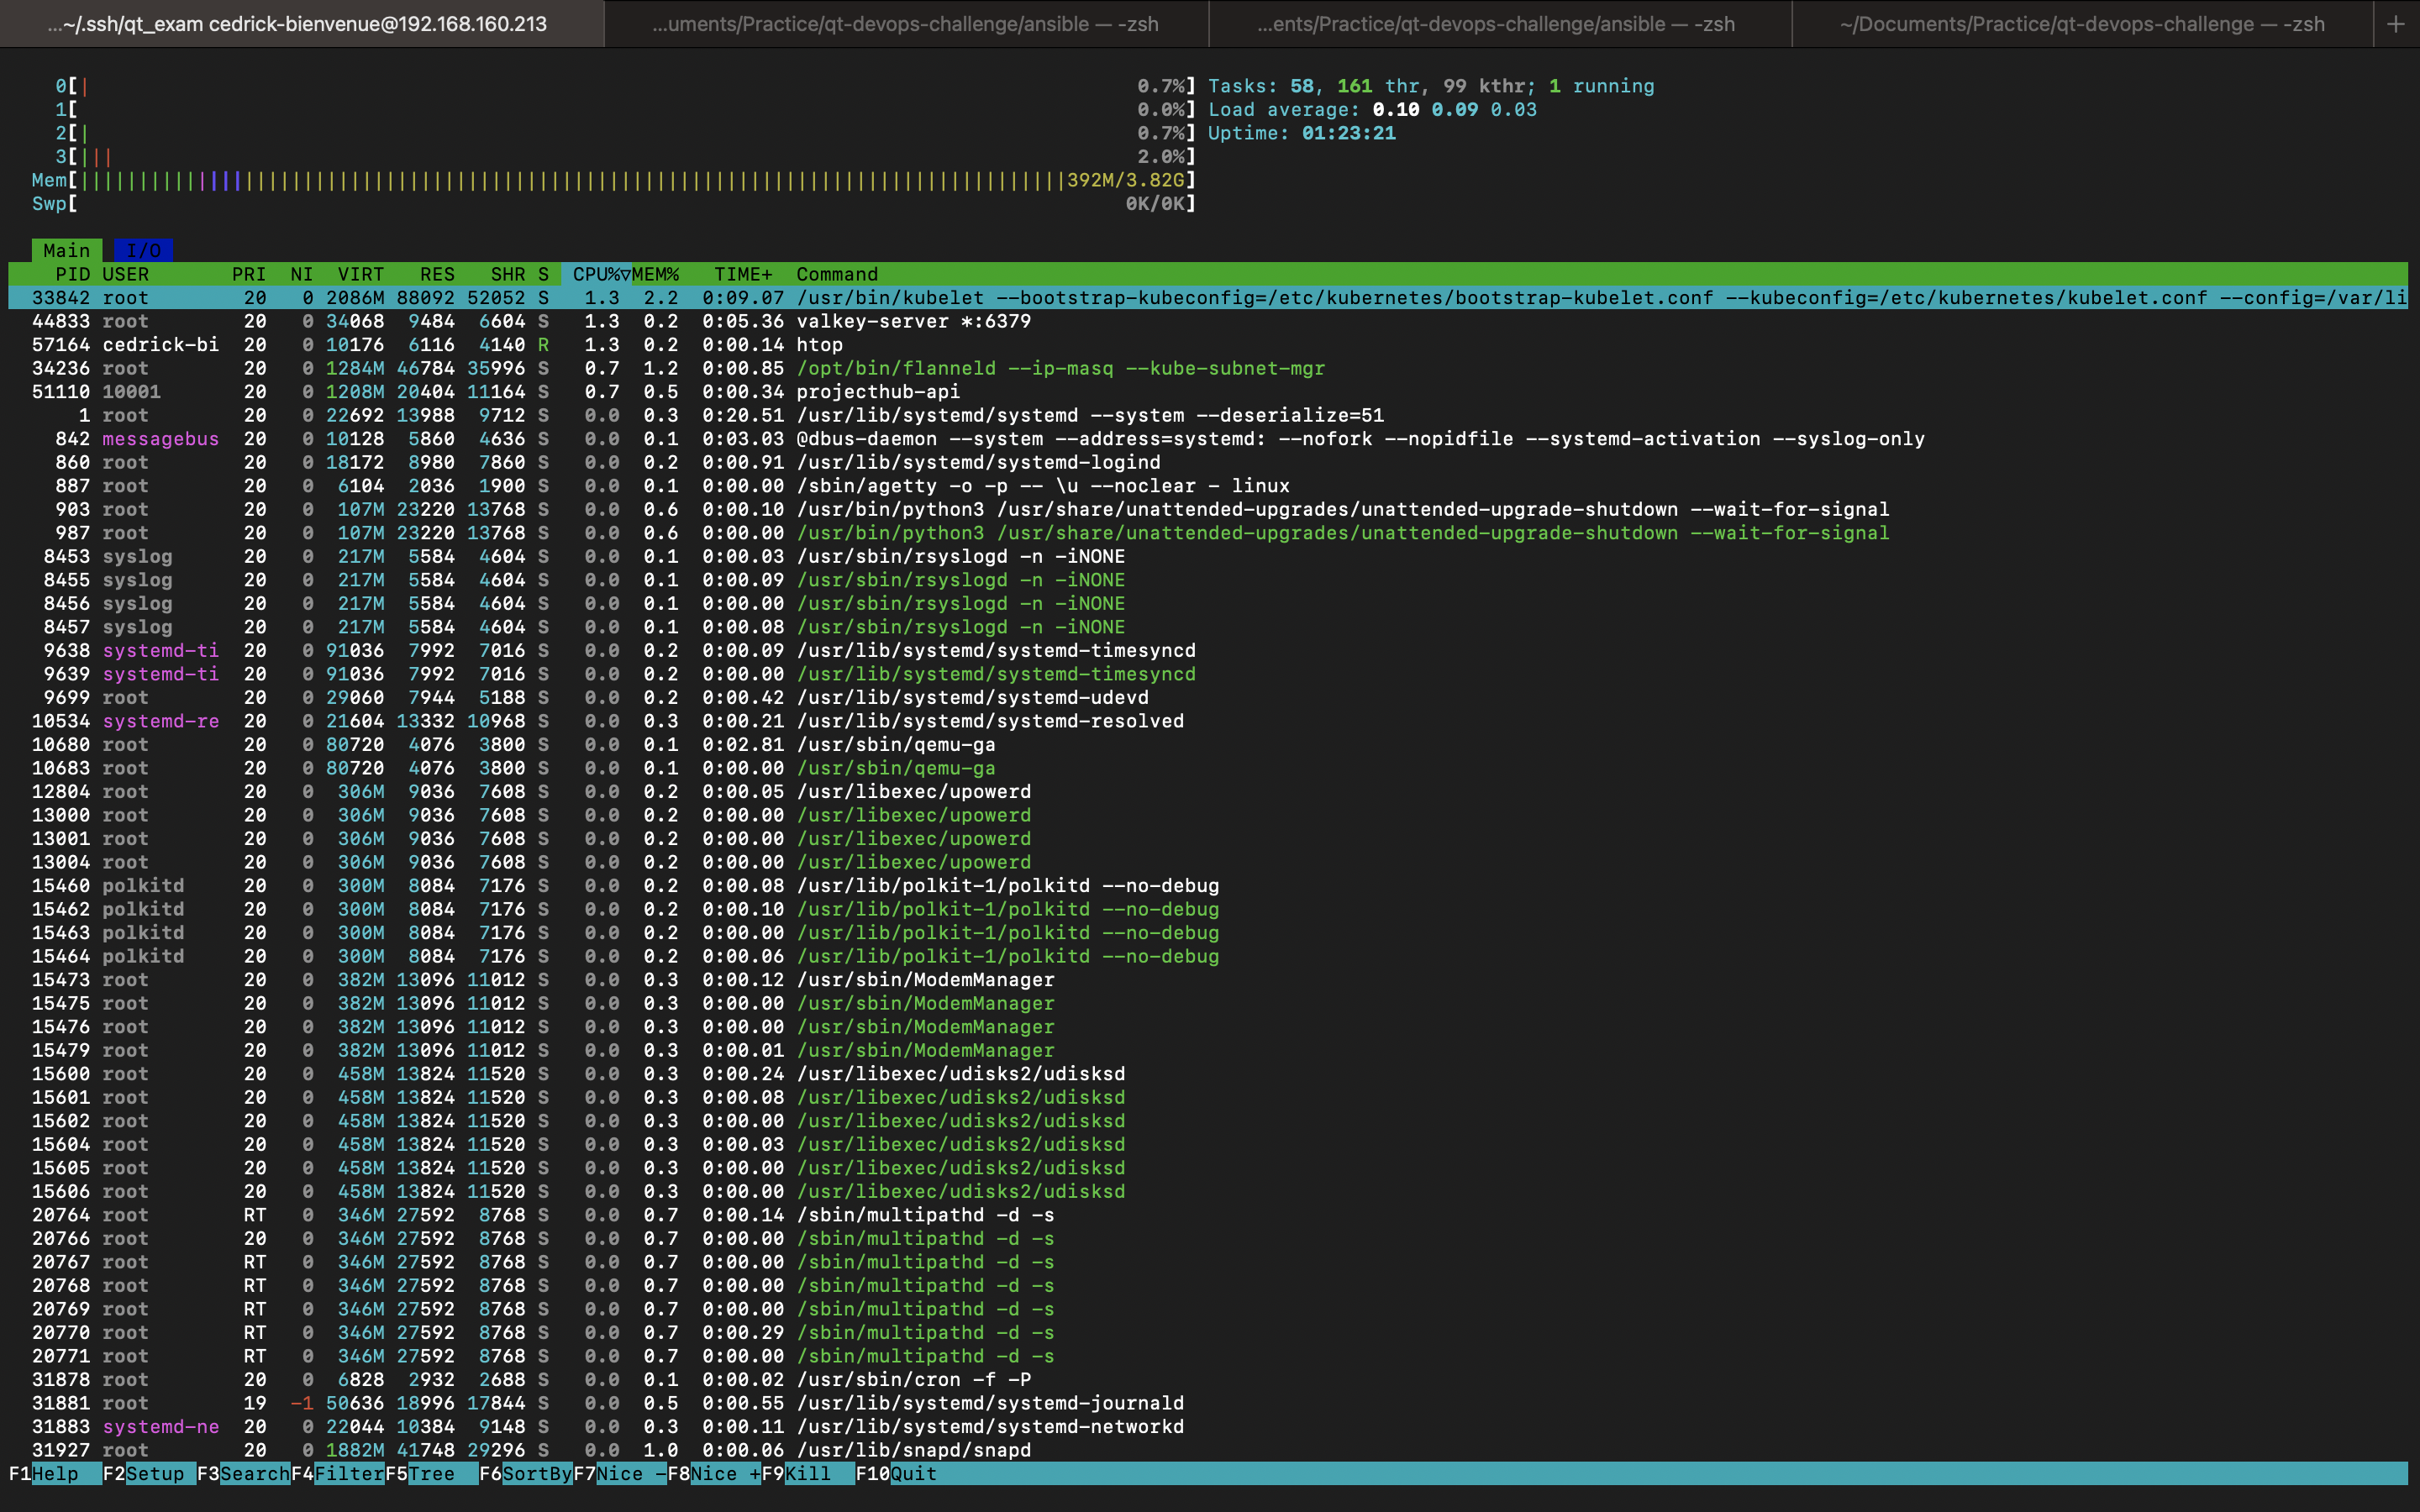 ...~/.ssh/qt_exam cedrick-bienvenue@192.168.160.213 ...uments/Practice/qt-devops-challenge/ansible — -zsh ...ents/Practice/qt-devops-challenge/ansible — -zsh ~/Documents/Practice/qt-devops-challenge — -zsh +
0[| 0.7%] Tasks: 58, 161 thr, 99 kthr; 1 running
1[ 0.0%] Load average: 0.10 0.09 0.03
2[| 0.7%] Uptime: 01:23:21
3[||| 2.0%]
Mem[||||||||||||||||||||||||||||||||||||||||||||||||||||||||||||||||||||||||||||||||||||392M/3.82G]
Swp[ 0K/0K]
Main I/O
PID USER PRI NI VIRT RES SHR S CPU%▽MEM% TIME+ Command
33842 root 20 0 2086M 88092 52052 S 1.3 2.2 0:09.07 /usr/bin/kubelet --bootstrap-kubeconfig=/etc/kubernetes/bootstrap-kubelet.conf --kubeconfig=/etc/kubernetes/kubelet.conf --config=/var/li
44833 root 20 0 34068 9484 6604 S 1.3 0.2 0:05.36 valkey-server *:6379
57164 cedrick-bi 20 0 10176 6116 4140 R 1.3 0.2 0:00.14 htop
34236 root 20 0 1284M 46784 35996 S 0.7 1.2 0:00.85 /opt/bin/flanneld --ip-masq --kube-subnet-mgr
51110 10001 20 0 1208M 20404 11164 S 0.7 0.5 0:00.34 projecthub-api
1 root 20 0 22692 13988 9712 S 0.0 0.3 0:20.51 /usr/lib/systemd/systemd --system --deserialize=51
842 messagebus 20 0 10128 5860 4636 S 0.0 0.1 0:03.03 @dbus-daemon --system --address=systemd: --nofork --nopidfile --systemd-activation --syslog-only
860 root 20 0 18172 8980 7860 S 0.0 0.2 0:00.91 /usr/lib/systemd/systemd-logind
887 root 20 0 6104 2036 1900 S 0.0 0.1 0:00.00 /sbin/agetty -o -p -- \u --noclear - linux
903 root 20 0 107M 23220 13768 S 0.0 0.6 0:00.10 /usr/bin/python3 /usr/share/unattended-upgrades/unattended-upgrade-shutdown --wait-for-signal
987 root 20 0 107M 23220 13768 S 0.0 0.6 0:00.00 /usr/bin/python3 /usr/share/unattended-upgrades/unattended-upgrade-shutdown --wait-for-signal
8453 syslog 20 0 217M 5584 4604 S 0.0 0.1 0:00.03 /usr/sbin/rsyslogd -n -iNONE
8455 syslog 20 0 217M 5584 4604 S 0.0 0.1 0:00.09 /usr/sbin/rsyslogd -n -iNONE
8456 syslog 20 0 217M 5584 4604 S 0.0 0.1 0:00.00 /usr/sbin/rsyslogd -n -iNONE
8457 syslog 20 0 217M 5584 4604 S 0.0 0.1 0:00.08 /usr/sbin/rsyslogd -n -iNONE
9638 systemd-ti 20 0 91036 7992 7016 S 0.0 0.2 0:00.09 /usr/lib/systemd/systemd-timesyncd
9639 systemd-ti 20 0 91036 7992 7016 S 0.0 0.2 0:00.00 /usr/lib/systemd/systemd-timesyncd
9699 root 20 0 29060 7944 5188 S 0.0 0.2 0:00.42 /usr/lib/systemd/systemd-udevd
10534 systemd-re 20 0 21604 13332 10968 S 0.0 0.3 0:00.21 /usr/lib/systemd/systemd-resolved
10680 root 20 0 80720 4076 3800 S 0.0 0.1 0:02.81 /usr/sbin/qemu-ga
10683 root 20 0 80720 4076 3800 S 0.0 0.1 0:00.00 /usr/sbin/qemu-ga
12804 root 20 0 306M 9036 7608 S 0.0 0.2 0:00.05 /usr/libexec/upowerd
13000 root 20 0 306M 9036 7608 S 0.0 0.2 0:00.00 /usr/libexec/upowerd
13001 root 20 0 306M 9036 7608 S 0.0 0.2 0:00.00 /usr/libexec/upowerd
13004 root 20 0 306M 9036 7608 S 0.0 0.2 0:00.00 /usr/libexec/upowerd
15460 polkitd 20 0 300M 8084 7176 S 0.0 0.2 0:00.08 /usr/lib/polkit-1/polkitd --no-debug
15462 polkitd 20 0 300M 8084 7176 S 0.0 0.2 0:00.10 /usr/lib/polkit-1/polkitd --no-debug
15463 polkitd 20 0 300M 8084 7176 S 0.0 0.2 0:00.00 /usr/lib/polkit-1/polkitd --no-debug
15464 polkitd 20 0 300M 8084 7176 S 0.0 0.2 0:00.06 /usr/lib/polkit-1/polkitd --no-debug
15473 root 20 0 382M 13096 11012 S 0.0 0.3 0:00.12 /usr/sbin/ModemManager
15475 root 20 0 382M 13096 11012 S 0.0 0.3 0:00.00 /usr/sbin/ModemManager
15476 root 20 0 382M 13096 11012 S 0.0 0.3 0:00.00 /usr/sbin/ModemManager
15479 root 20 0 382M 13096 11012 S 0.0 0.3 0:00.01 /usr/sbin/ModemManager
15600 root 20 0 458M 13824 11520 S 0.0 0.3 0:00.24 /usr/libexec/udisks2/udisksd
15601 root 20 0 458M 13824 11520 S 0.0 0.3 0:00.08 /usr/libexec/udisks2/udisksd
15602 root 20 0 458M 13824 11520 S 0.0 0.3 0:00.00 /usr/libexec/udisks2/udisksd
15604 root 20 0 458M 13824 11520 S 0.0 0.3 0:00.03 /usr/libexec/udisks2/udisksd
15605 root 20 0 458M 13824 11520 S 0.0 0.3 0:00.00 /usr/libexec/udisks2/udisksd
15606 root 20 0 458M 13824 11520 S 0.0 0.3 0:00.00 /usr/libexec/udisks2/udisksd
20764 root RT 0 346M 27592 8768 S 0.0 0.7 0:00.14 /sbin/multipathd -d -s
20766 root 20 0 346M 27592 8768 S 0.0 0.7 0:00.00 /sbin/multipathd -d -s
20767 root RT 0 346M 27592 8768 S 0.0 0.7 0:00.00 /sbin/multipathd -d -s
20768 root RT 0 346M 27592 8768 S 0.0 0.7 0:00.00 /sbin/multipathd -d -s
20769 root RT 0 346M 27592 8768 S 0.0 0.7 0:00.00 /sbin/multipathd -d -s
20770 root RT 0 346M 27592 8768 S 0.0 0.7 0:00.29 /sbin/multipathd -d -s
20771 root RT 0 346M 27592 8768 S 0.0 0.7 0:00.00 /sbin/multipathd -d -s
31878 root 20 0 6828 2932 2688 S 0.0 0.1 0:00.02 /usr/sbin/cron -f -P
31881 root 19 -1 50636 18996 17844 S 0.0 0.5 0:00.55 /usr/lib/systemd/systemd-journald
31883 systemd-ne 20 0 22044 10384 9148 S 0.0 0.3 0:00.11 /usr/lib/systemd/systemd-networkd
31927 root 20 0 1882M 41748 29296 S 0.0 1.0 0:00.06 /usr/lib/snapd/snapd
F1Help F2Setup F3SearchF4FilterF5Tree F6SortByF7Nice -F8Nice +F9Kill F10Quit